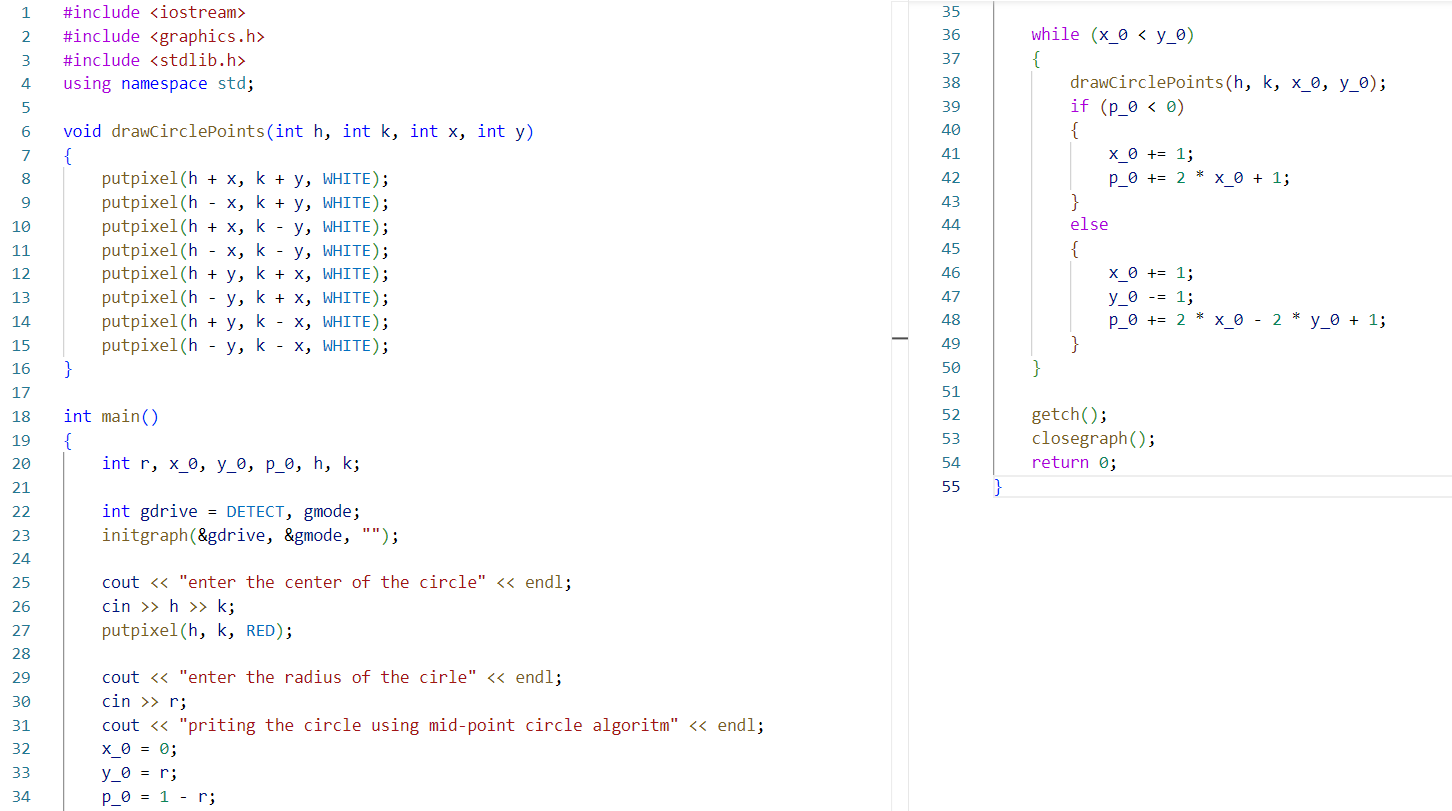 1 #include <iostream>
2 #include <graphics.h>
3 #include <stdlib.h>
4 using namespace std;
5
6 void drawCirclePoints(int h, int k, int x, int y)
7 {
8     putpixel(h + x, k + y, WHITE);
9     putpixel(h - x, k + y, WHITE);
10     putpixel(h + x, k - y, WHITE);
11     putpixel(h - x, k - y, WHITE);
12     putpixel(h + y, k + x, WHITE);
13     putpixel(h - y, k + x, WHITE);
14     putpixel(h + y, k - x, WHITE);
15     putpixel(h - y, k - x, WHITE);
16 }
17
18 int main()
19 {
20     int r, x_0, y_0, p_0, h, k;
21
22     int gdrive = DETECT, gmode;
23     initgraph(&gdrive, &gmode, "");
24
25     cout << "enter the center of the circle" << endl;
26     cin >> h >> k;
27     putpixel(h, k, RED);
28
29     cout << "enter the radius of the cirle" << endl;
30     cin >> r;
31     cout << "priting the circle using mid-point circle algoritm" << endl;
32     x_0 = 0;
33     y_0 = r;
34     p_0 = 1 - r;
35
36     while (x_0 < y_0)
37     {
38         drawCirclePoints(h, k, x_0, y_0);
39         if (p_0 < 0)
40         {
41             x_0 += 1;
42             p_0 += 2 * x_0 + 1;
43         }
44         else
45         {
46             x_0 += 1;
47             y_0 -= 1;
48             p_0 += 2 * x_0 - 2 * y_0 + 1;
49         }
50     }
51
52     getch();
53     closegraph();
54     return 0;
55 }